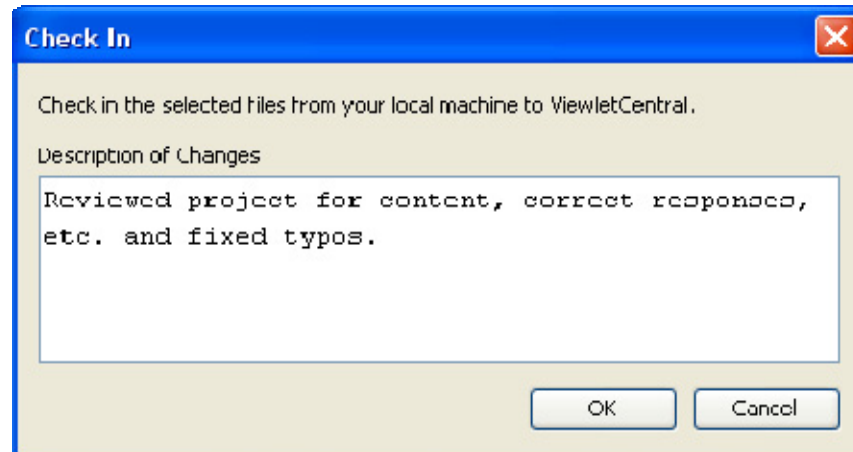 Check In
Check in the selected files from your local machine to ViewletCentral.
Description of Changes
Reviewed project for content, correct responses,
etc. and fixed typos.
OK
Cancel